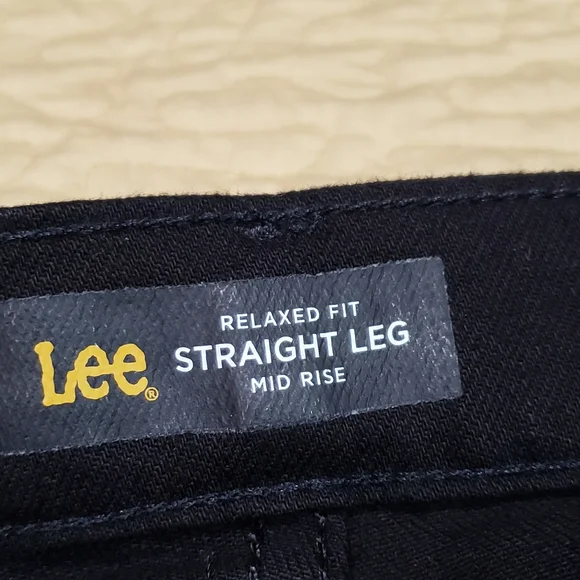 Lee®
RELAXED FIT
STRAIGHT LEG
MID RISE